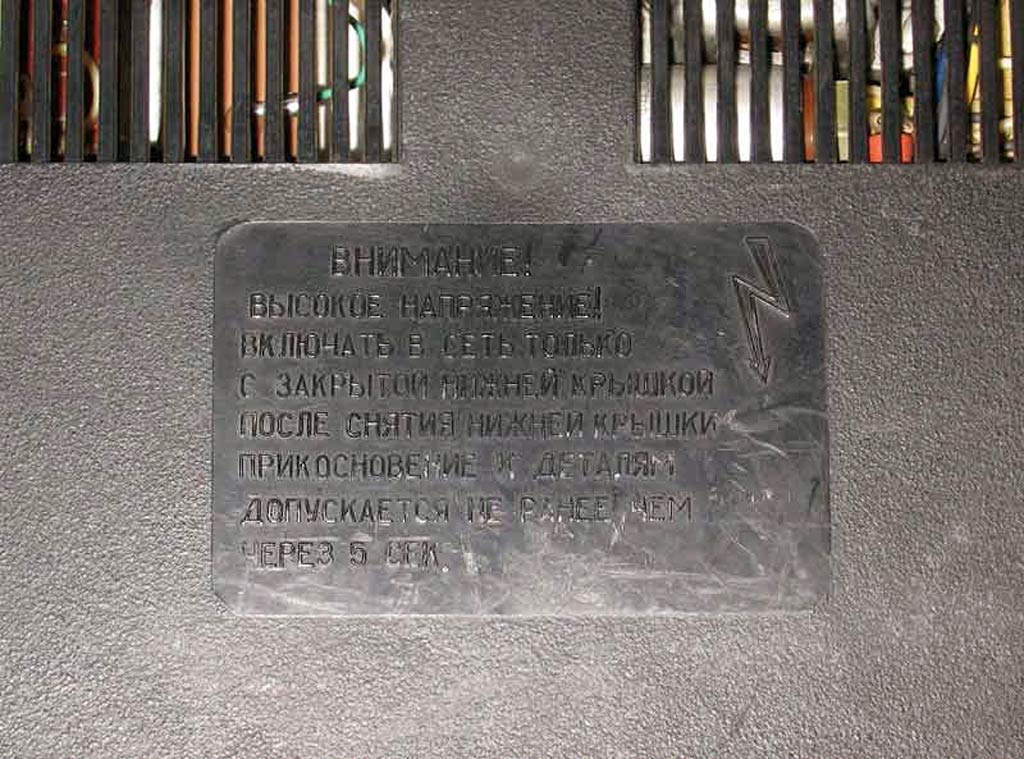 ВНИМАНИЕ!
ВЫСОКОЕ НАПРЯЖЕНИЕ!
ВКЛЮЧАТЬ В СЕТЬ ТОЛЬКО
С ЗАКРЫТОЙ НИЖНЕЙ КРЫШКОЙ
ПОСЛЕ СНЯТИЯ НИЖНЕЙ КРЫШКИ
ПРИКОСНОВЕНИЕ К ДЕТАЛЯМ
ДОПУСКАЕТСЯ НЕ РАНЕЕ ЧЕМ
ЧЕРЕЗ 5 СЕК.